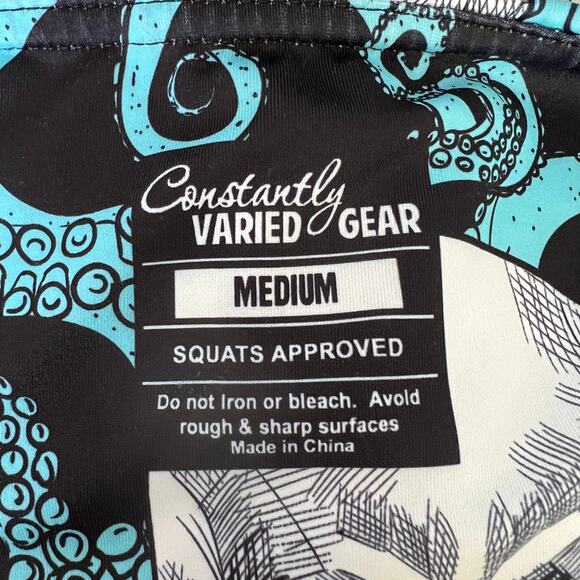 Constantly
VARIED GEAR
MEDIUM
SQUATS APPROVED
Do not Iron or bleach. Avoid
rough & sharp surfaces
Made in China